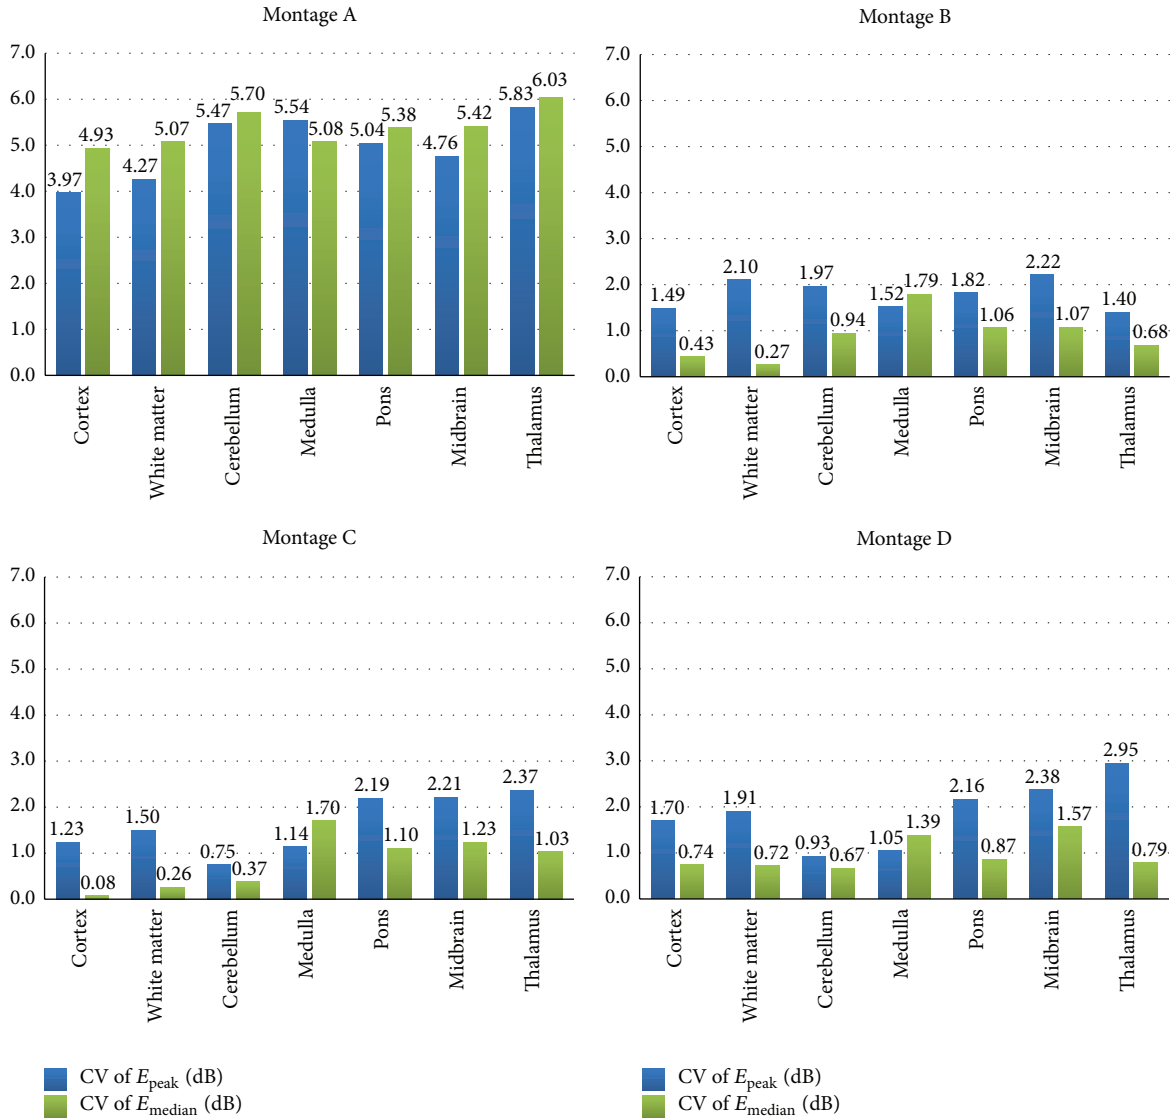 Montage A
7.0
6.0
5.0
4.0
3.0
2.0
1.0
0.0
3.97 4.93 4.27 5.07 5.47 5.70 5.54 5.08 5.04 5.38 4.76 5.42 5.83 6.03
Cortex
White matter
Cerebellum
Medulla
Pons
Midbrain
Thalamus
Montage B
7.0
6.0
5.0
4.0
3.0
2.0
1.0
0.0
1.49 0.43 2.10 0.27 1.97 0.94 1.52 1.79 1.82 1.06 2.22 1.07 1.40 0.68
Cortex
White matter
Cerebellum
Medulla
Pons
Midbrain
Thalamus
Montage C
7.0
6.0
5.0
4.0
3.0
2.0
1.0
0.0
1.23 0.08 1.50 0.26 0.75 0.37 1.14 1.70 2.19 1.10 2.21 1.23 2.37 1.03
Cortex
White matter
Cerebellum
Medulla
Pons
Midbrain
Thalamus
CV of Epeak (dB)
CV of Emedian (dB)
Montage D
7.0
6.0
5.0
4.0
3.0
2.0
1.0
0.0
1.70 0.74 1.91 0.72 0.93 0.67 1.05 1.39 2.16 0.87 2.38 1.57 2.95 0.79
Cortex
White matter
Cerebellum
Medulla
Pons
Midbrain
Thalamus
CV of Epeak (dB)
CV of Emedian (dB)